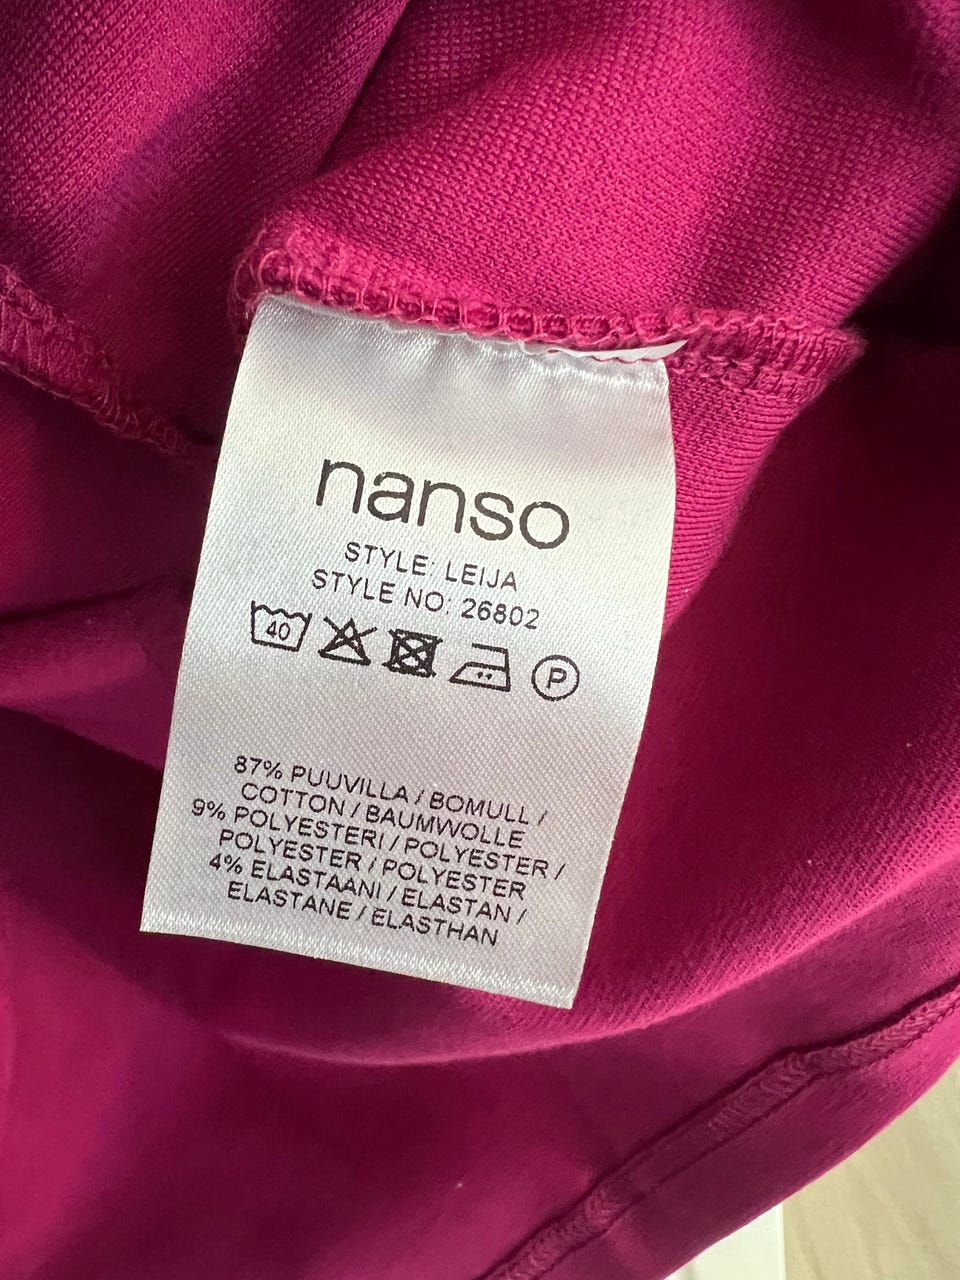 nanso
STYLE: LEIJA
STYLE NO: 26802
40 P
87% PUUVILLA / BOMULL /
COTTON / BAUMWOLLE
9% POLYESTERI / POLYESTER /
POLYESTER / POLYESTER
4% ELASTAANI / ELASTAN /
ELASTANE / ELASTHAN